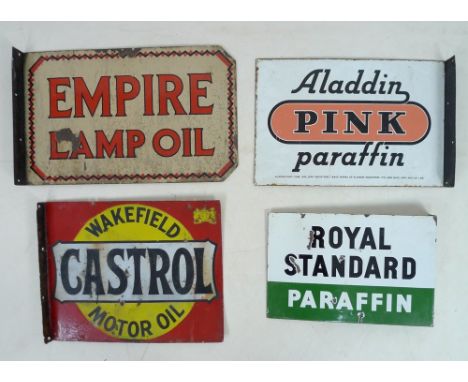 EMPIRE
LAMP OIL
Aladdin
PINK
paraffin
WAKEFIELD
CASTROL
MOTOR OIL
ROYAL
STANDARD
PARAFFIN